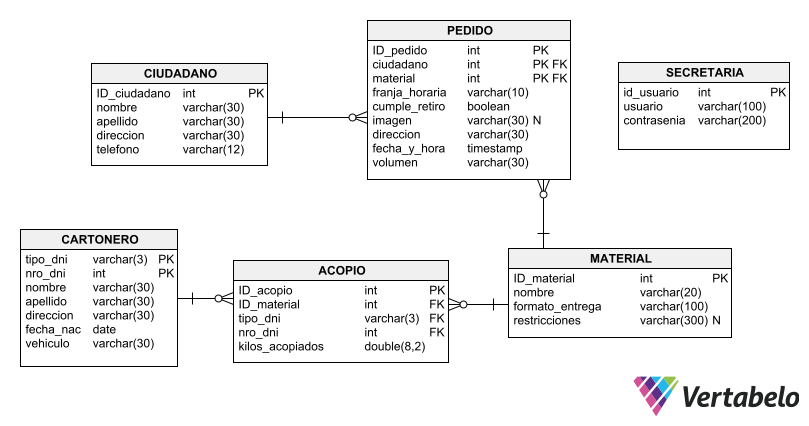 PEDIDO
ID_pedido int PK
ciudadano int PK FK
material int PK FK
franja_horaria varchar(10)
cumple_retiro boolean
imagen varchar(30) N
direccion varchar(30)
fecha_y_hora timestamp
volumen varchar(30)
CIUDADANO
ID_ciudadano int PK
nombre varchar(30)
apellido varchar(30)
direccion varchar(30)
telefono varchar(12)
SECRETARIA
id_usuario int PK
usuario varchar(100)
contrasenia varchar(200)
CARTONERO
tipo_dni varchar(3) PK
nro_dni int PK
nombre varchar(30)
apellido varchar(30)
direccion varchar(30)
fecha_nac date
vehiculo varchar(30)
ACOPIO
ID_acopio int PK
ID_material int FK
tipo_dni varchar(3) FK
nro_dni int FK
kilos_acopiados double(8,2)
MATERIAL
ID_material int PK
nombre varchar(20)
formato_entrega varchar(100)
restricciones varchar(300) N
Vertabelo